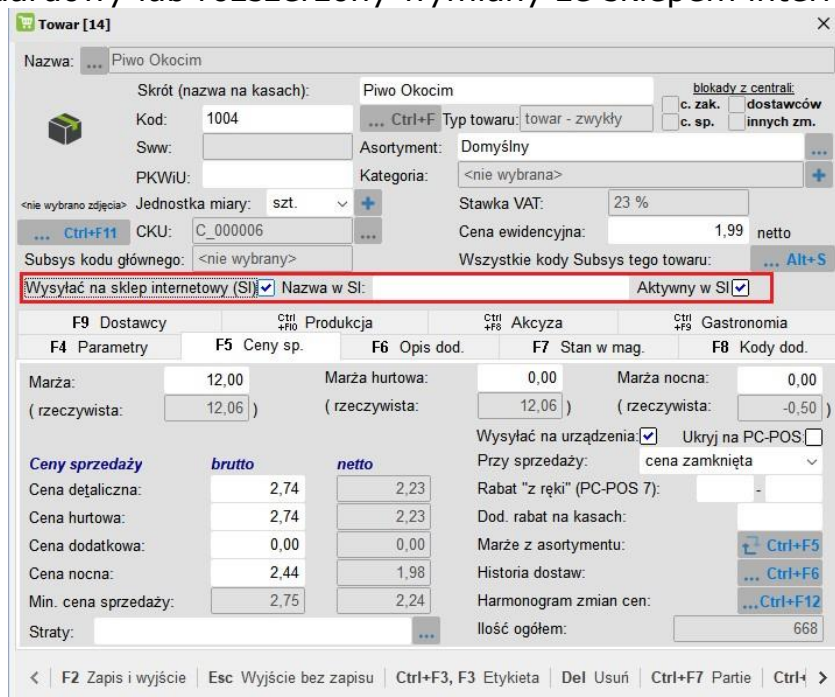 Towar [14]
Nazwa: ... Piwo Okocim
Skrót (nazwa na kasach): Piwo Okocim blokady z centrali:
c. zak. dostawców
Kod: 1004 ... Ctrl+F Typ towaru: towar - zwykły c. sp. innych zm.
Sww: Asortyment: Domyślny ...
PKWiU: Kategoria: <nie wybrana> +
<nie wybrano zdjęcia> Jednostka miary: szt. + Stawka VAT: 23 %
... Ctrl+F11 CKU: C_000006 ... Cena ewidencyjna: 1,99 netto
Subsys kodu głównego: <nie wybrany> Wszystkie kody Subsys tego towaru: ... Alt+S
Wysyłać na sklep internetowy (SI) Nazwa w SI: Aktywny w SI
F9 Dostawcy Ctrl+F10 Produkcja Ctrl+F8 Akcyza Ctrl+F9 Gastronomia
F4 Parametry F5 Ceny sp. F6 Opis dod. F7 Stan w mag. F8 Kody dod.
Marża: 12,00 Marża hurtowa: 0,00 Marża nocna: 0,00
( rzeczywista: 12,06 ) ( rzeczywista: 12,06 ) ( rzeczywista: -0,50 )
Wysyłać na urządzenia: Ukryj na PC-POS:
Ceny sprzedaży brutto netto Przy sprzedaży: cena zamknięta
Cena detaliczna: 2,74 2,23 Rabat "z ręki" (PC-POS 7): -
Cena hurtowa: 2,74 2,23 Dod. rabat na kasach:
Cena dodatkowa: 0,00 0,00 Marże z asortymentu: Ctrl+F5
Cena nocna: 2,44 1,98 Historia dostaw: ... Ctrl+F6
Min. cena sprzedaży: 2,75 2,24 Harmonogram zmian cen: ...Ctrl+F12
Straty: ... Ilość ogółem: 668
< F2 Zapis i wyjście Esc Wyjście bez zapisu Ctrl+F3, F3 Etykieta Del Usuń Ctrl+F7 Partie >